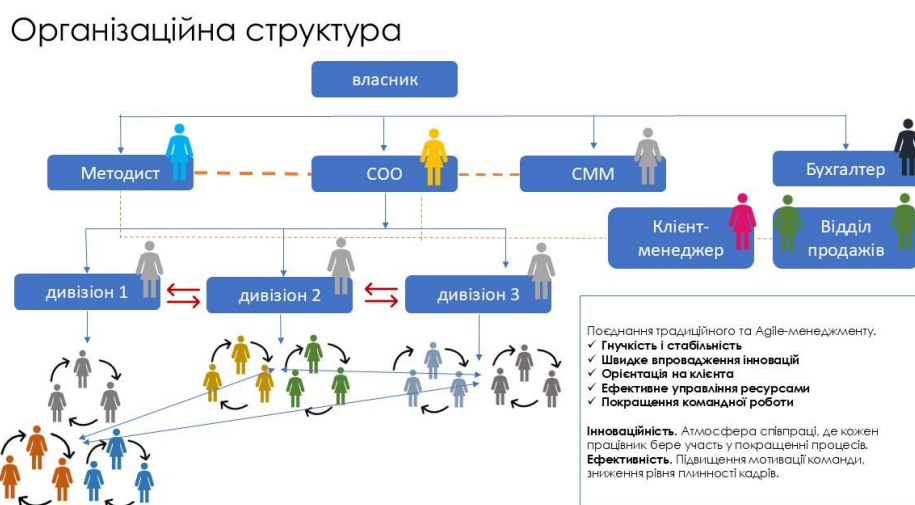 Організаційна структура
власник
Методист
СОО
СММ
Бухгалтер
Клієнт-
менеджер
Відділ
продажів
дивізіон 1
дивізіон 2
дивізіон 3
Поєднання традиційного та Agile-менеджменту.
✓ Гнучкість і стабільність
✓ Швидке впровадження інновацій
✓ Орієнтація на клієнта
✓ Ефективне управління ресурсами
✓ Покращення командної роботи
Інноваційність. Атмосфера співпраці, де кожен
працівник бере участь у покращенні процесів.
Ефективність. Підвищення мотивації команди,
зниження рівня плинності кадрів.